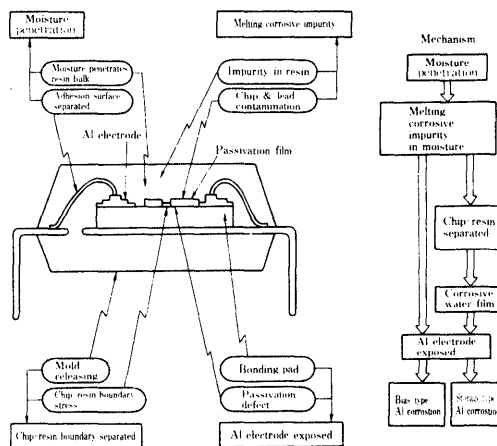 Moisture
penetration
Melting corrosive impurity
Moisture penetrates
resin bulk
Adhesion surface
separated
Impurity in resin
Chip & lead
contamination
Al electrode
Passivation film
Mold
releasing
Chip-resin boundary
stress
Chip-resin boundary separated
Bonding pad
Passivation
defect
Al electrode exposed
Mechanism
Moisture
penetration
Melting
corrosive
impurity
in moisture
Chip-resin
separated
Corrosive
water film
Al electrode
exposed
Bias type
Al corrostion
type
Al corrostion